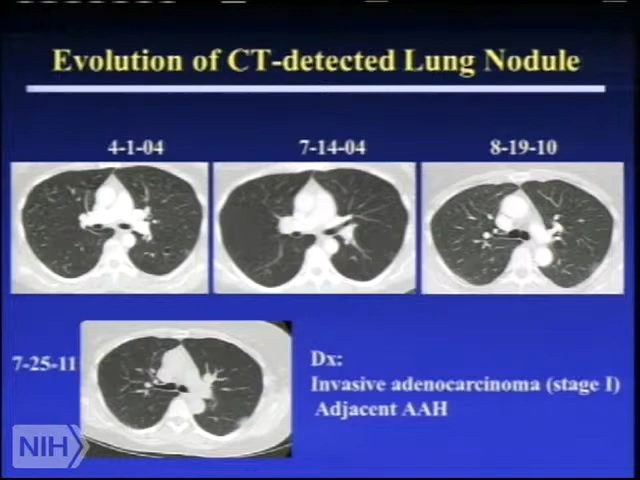 Evolution of CT-detected Lung Nodule
4-1-04 7-14-04 8-19-10
7-25-11
Dx:
Invasive adenocarcinoma (stage I)
Adjacent AAH
NIH